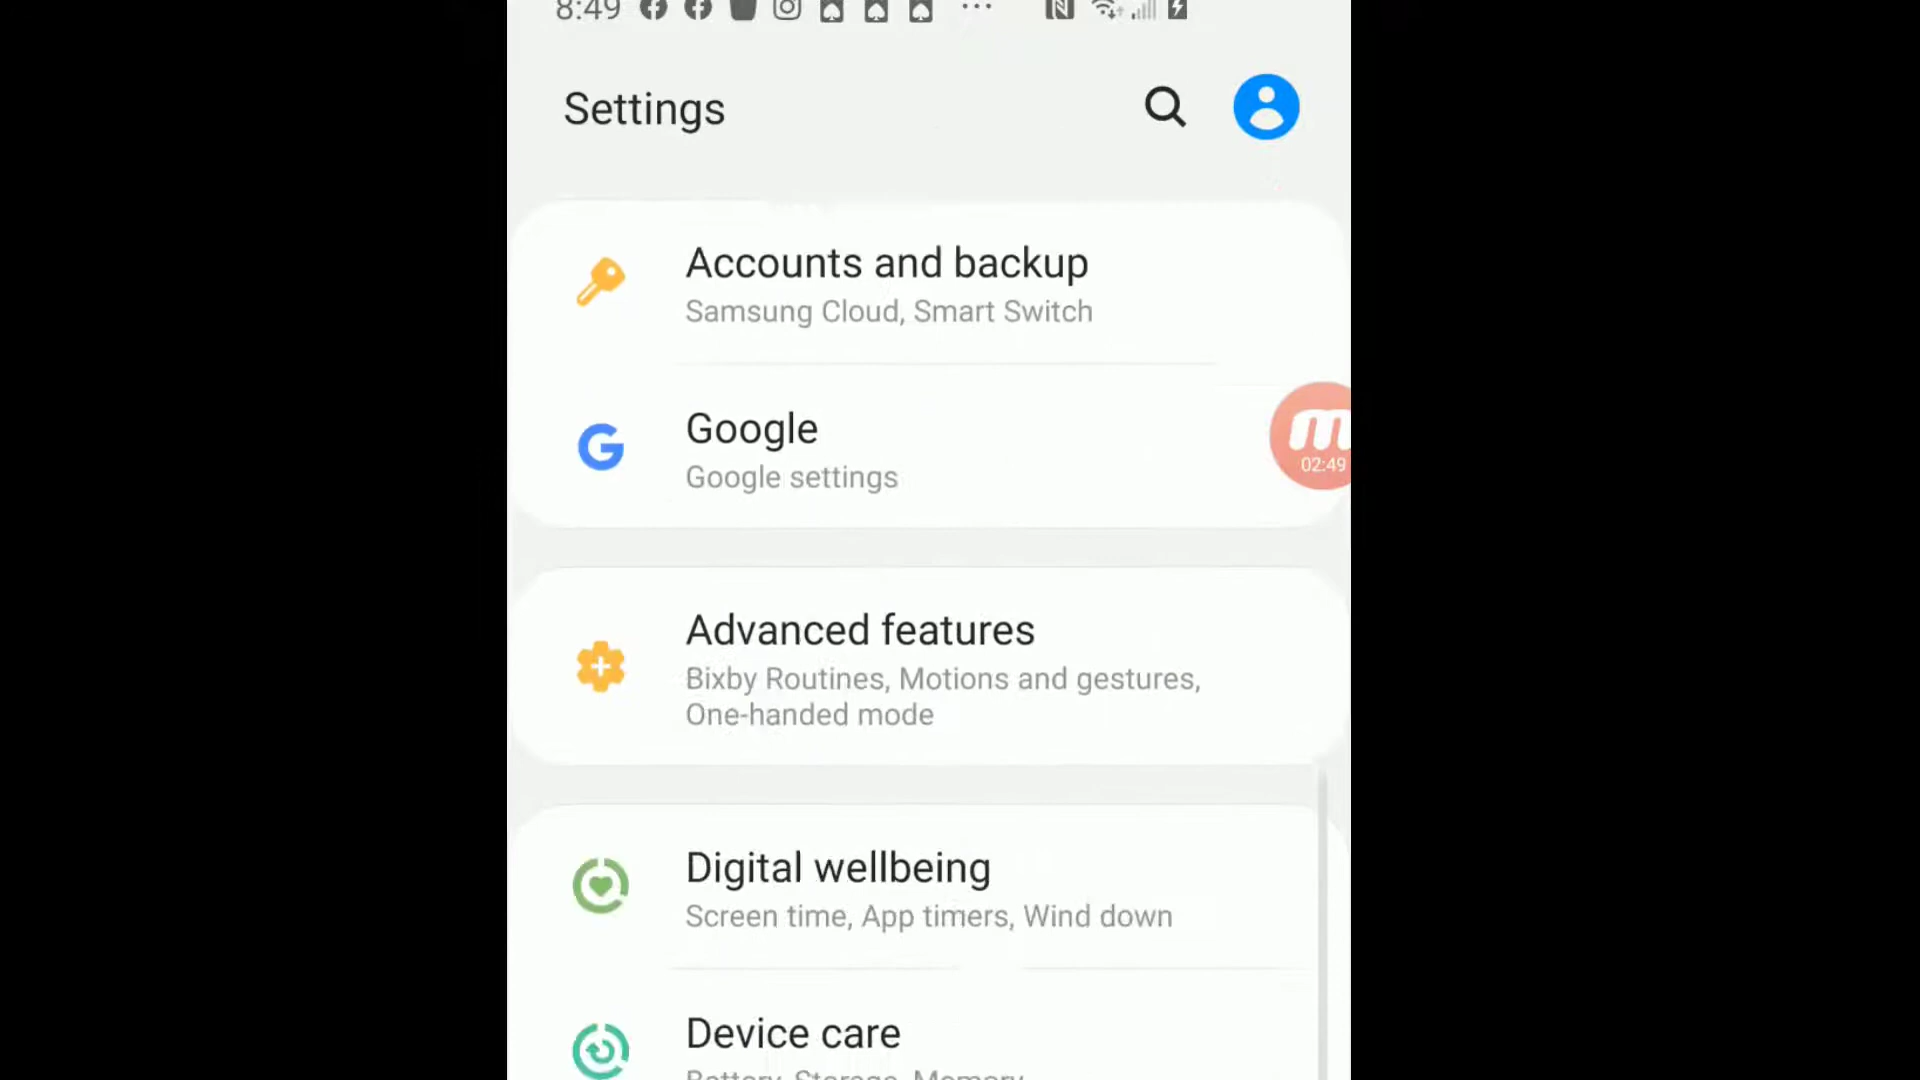 8:49
Settings
Accounts and backup
Samsung Cloud, Smart Switch
Google
Google settings
m
02:49
Advanced features
Bixby Routines, Motions and gestures,
One-handed mode
Digital wellbeing
Screen time, App timers, Wind down
Device care
Battery, Storage, Memory